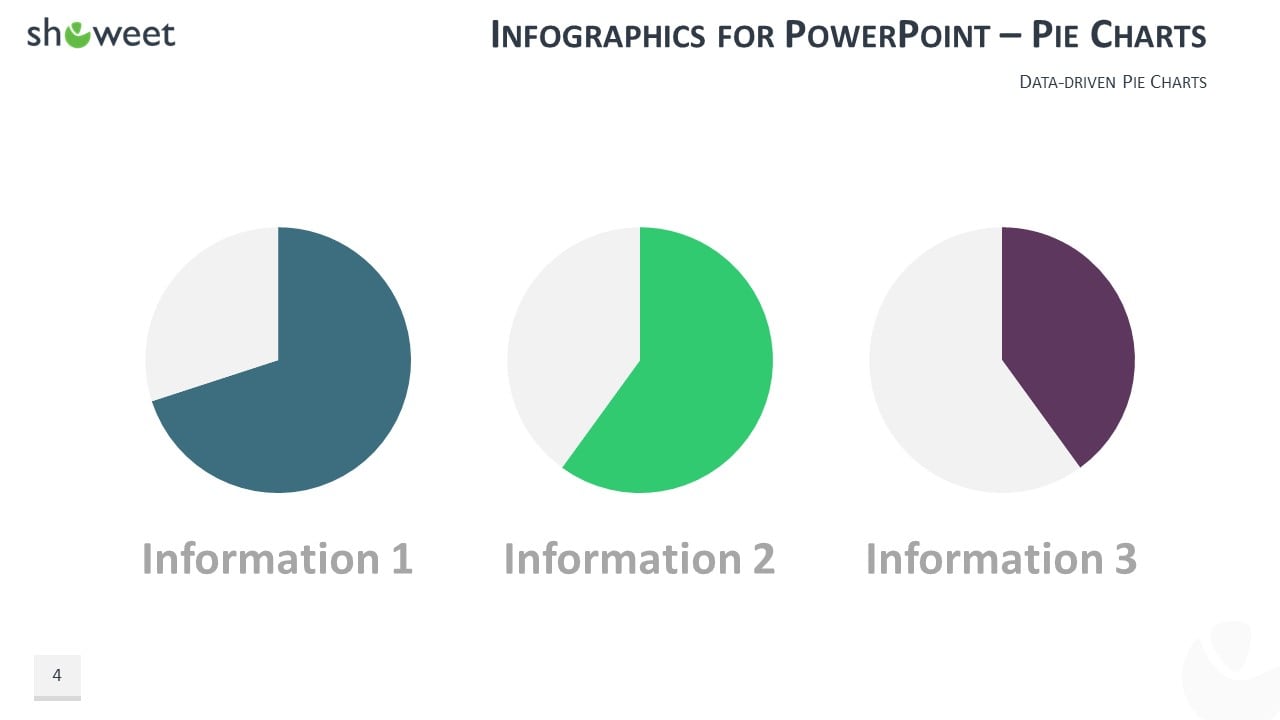 showeet
INFOGRAPHICS FOR POWERPOINT – PIE CHARTS
DATA-DRIVEN PIE CHARTS
Information 1
Information 2
Information 3
4